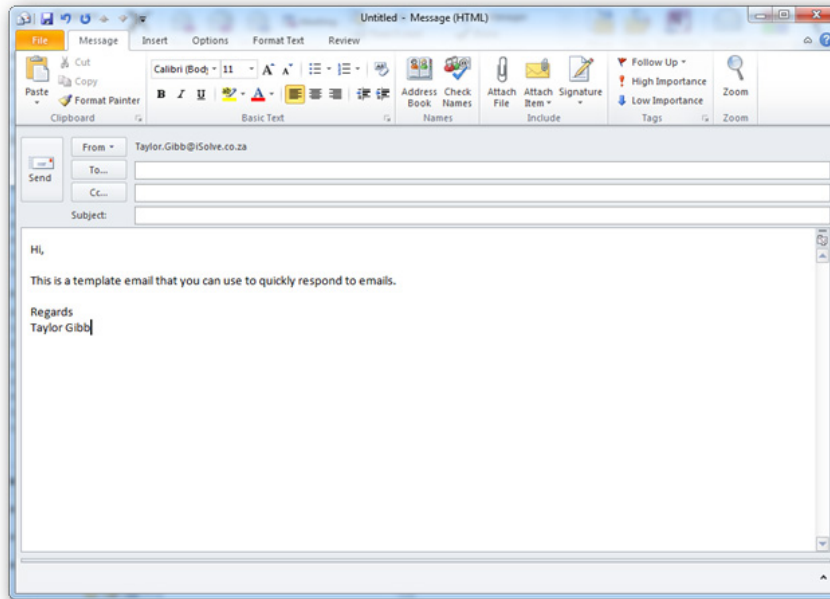 Untitled - Message (HTML)
File Message Insert Options Format Text Review
Paste
Cut
Copy
Format Painter
Clipboard
Calibri (Body 11
B I U
Basic Text
Address Book
Check Names
Names
Attach File
Attach Item
Signature
Include
Follow Up
High Importance
Low Importance
Tags
Zoom
Zoom
Send
From Taylor.Gibb@iSolve.co.za
To...
Cc...
Subject:
Hi,
This is a template email that you can use to quickly respond to emails.
Regards
Taylor Gibb